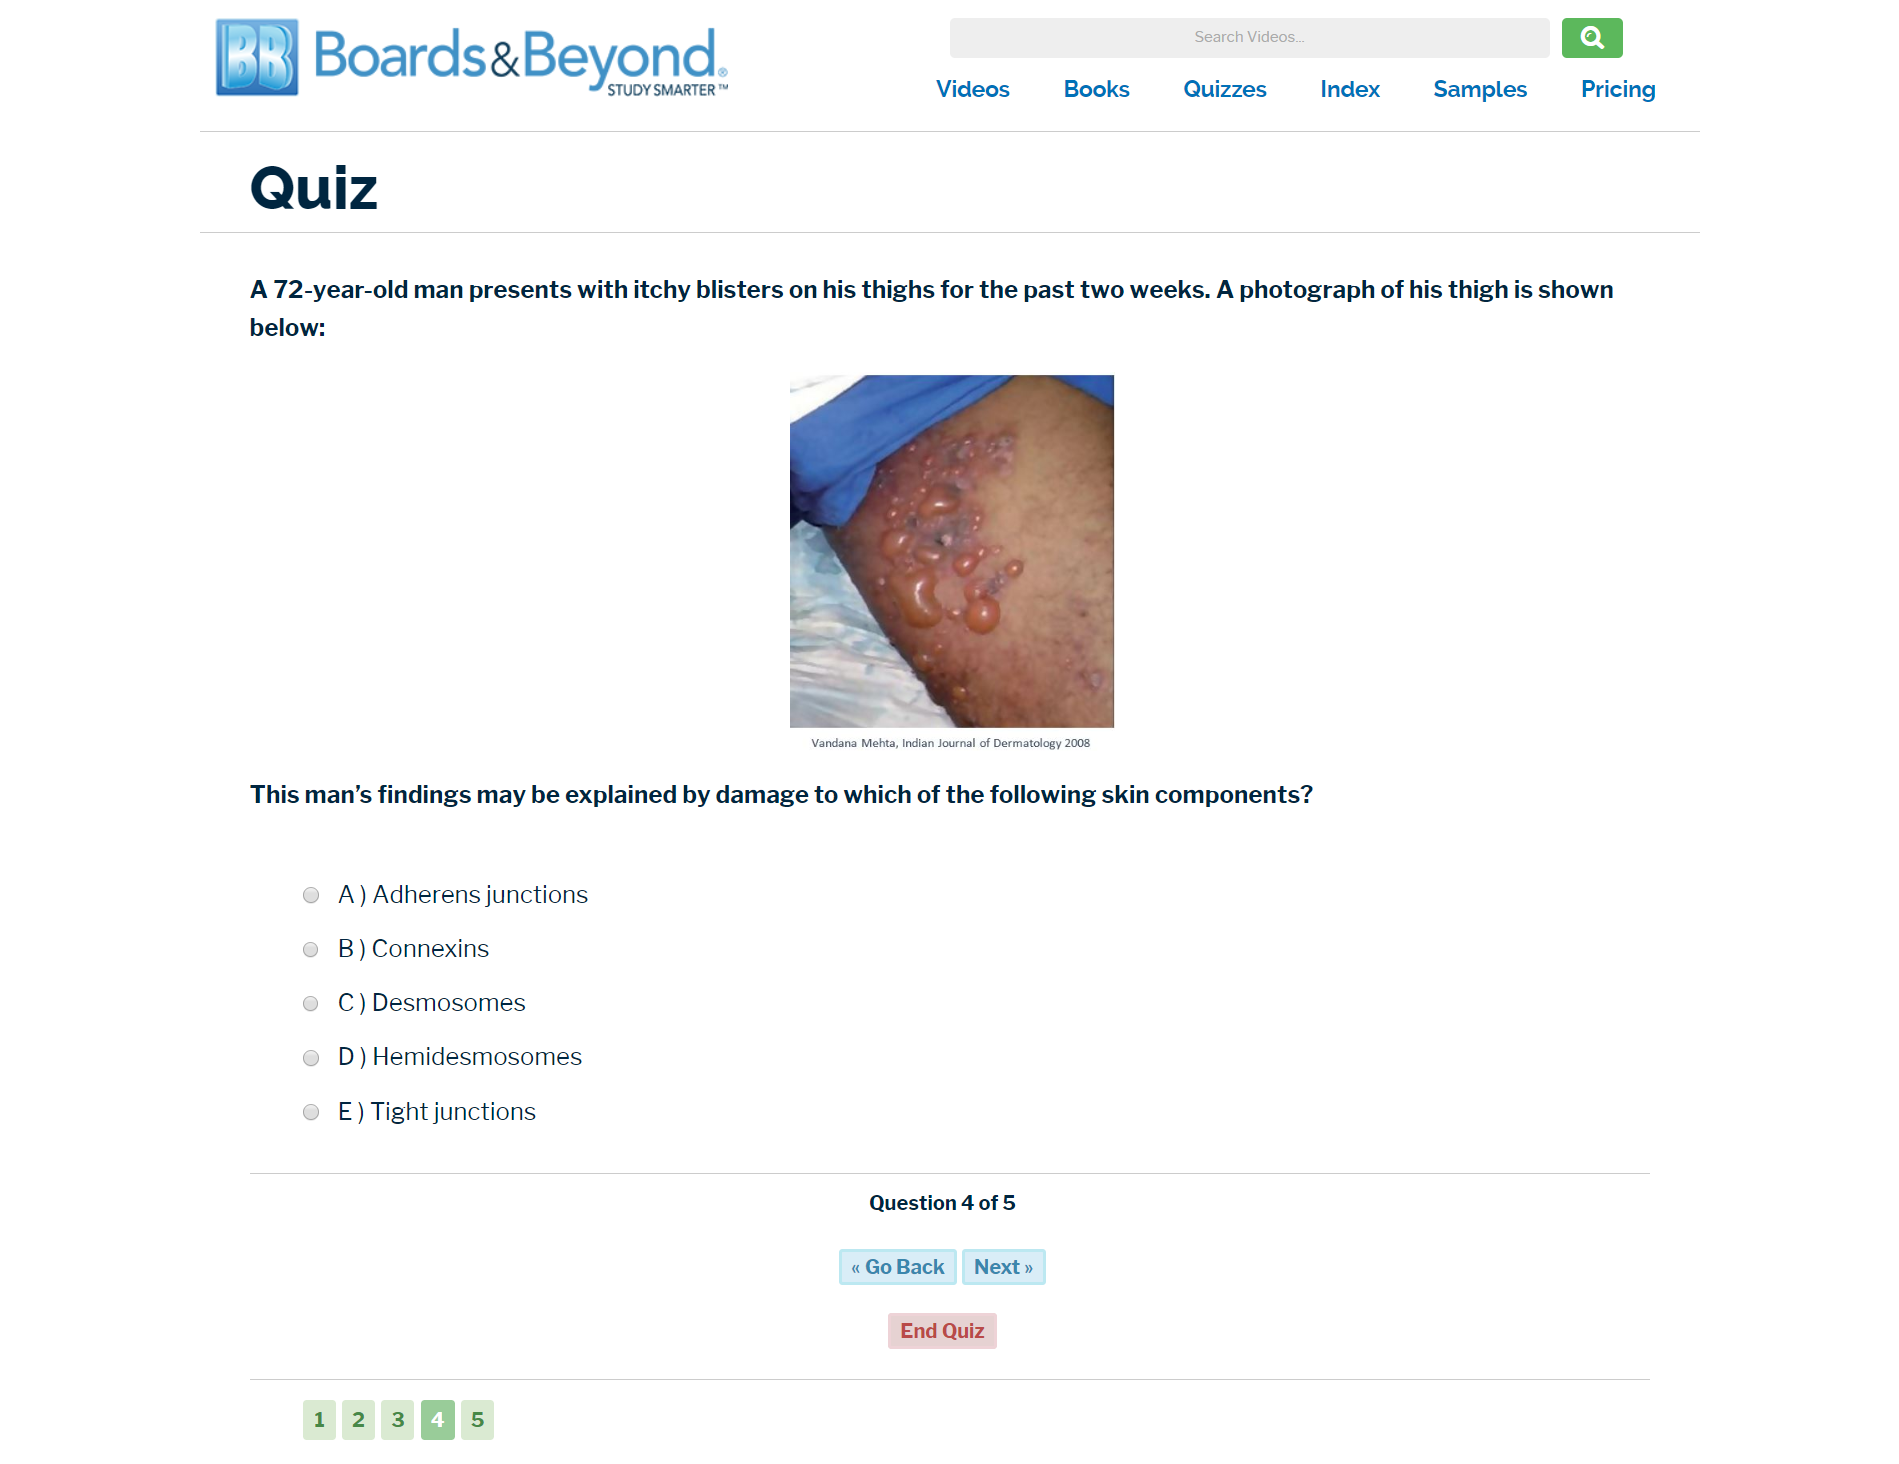 BB Boards&Beyond®
STUDY SMARTER™
Search Videos...
Videos Books Quizzes Index Samples Pricing
Quiz
A 72-year-old man presents with itchy blisters on his thighs for the past two weeks. A photograph of his thigh is shown
below:
Vandana Mehta, Indian Journal of Dermatology 2008
This man’s findings may be explained by damage to which of the following skin components?
A ) Adherens junctions
B ) Connexins
C ) Desmosomes
D ) Hemidesmosomes
E ) Tight junctions
Question 4 of 5
« Go Back Next »
End Quiz
1 2 3 4 5